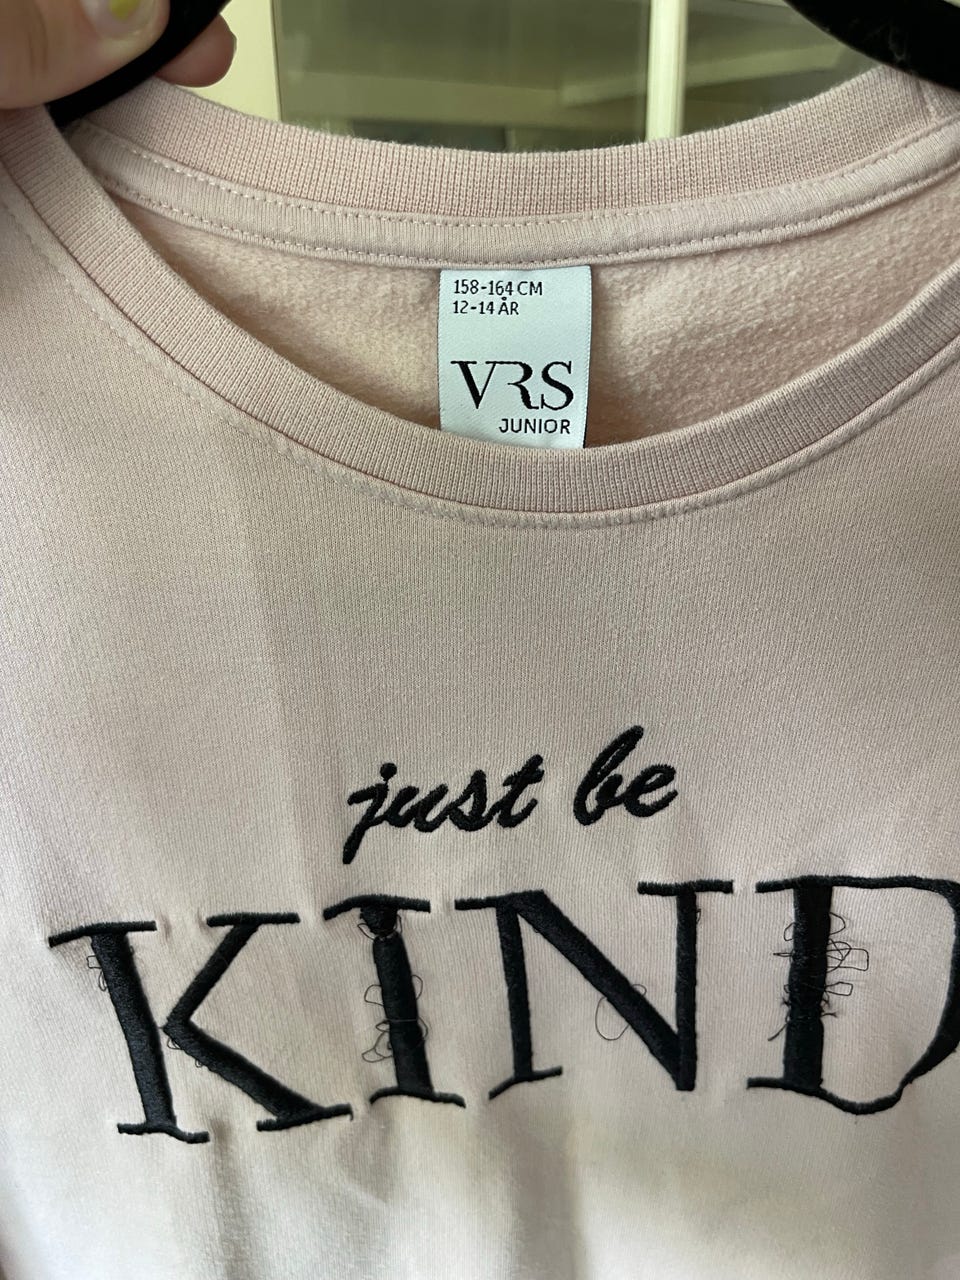 158-164 CM
12-14 ÅR
VRS
JUNIOR
just be
KIND